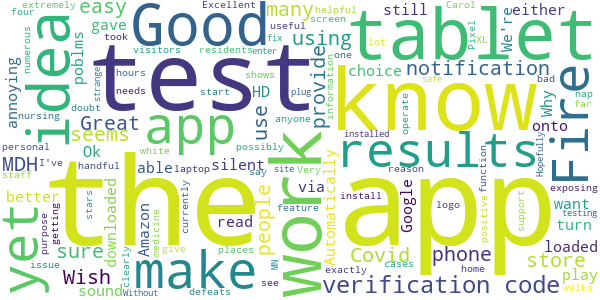 extremely
easy
Good
many
still
either
Excellent
helpful
screen
Carol
useful
four
numerous
gave
took
fix
Pixel
XL
We're
tablet
visitors
residents
center
using
one
lot
annoying
idea
poblms
test
HD
provide
information
choice
notification
bad
Why
Fire
doubt
hours
strange
needs
start
shows
plug
use
know
safe
nap
far
nursing
Great
app
anyone
possibly
operate
onto
seems
Ok
white
work
results
personal
MDH
I've
handful
able
silent
laptop
site
Very
installed
reason
Hopefully
exposing
staff
yet
the
say
via
feature
Automatically
install
logo
app
function
positive
support
want
testing
better
stars
currently
Amazon
read
people
Google
turn
purpose
getting
downloaded
medicine
places
Covid
phone
store
loaded
issue
sure
Wish
clearly
make
give
MN
see
cases
exactly
home
play
sound
Without
defeats
verification code
walks